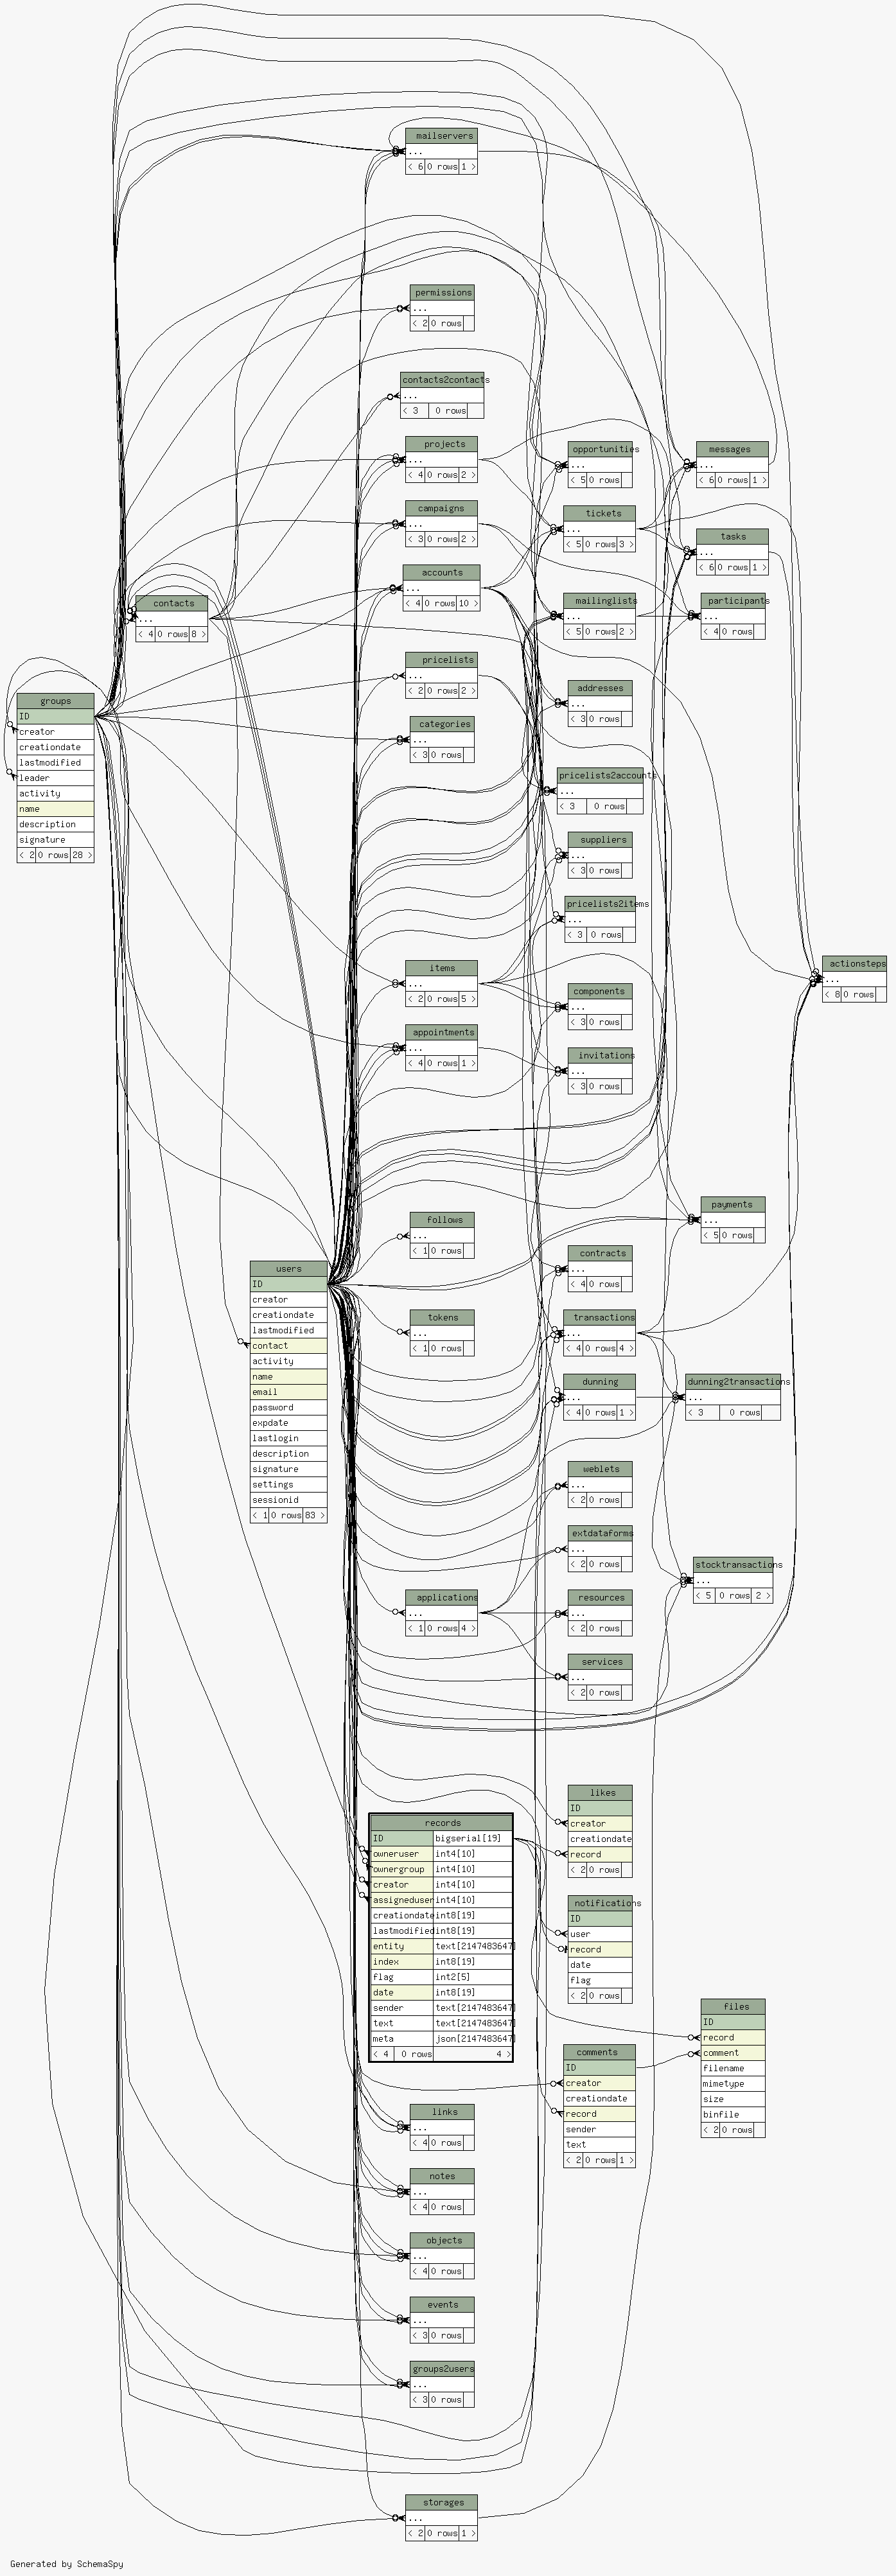 mailservers
...
< 6 0 rows 1 >
permissions
...
< 2 0 rows
contacts2contacts
...
< 3 0 rows
projects
...
< 4 0 rows 2 >
opportunities
...
< 5 0 rows
messages
...
< 6 0 rows 1 >
campaigns
...
< 3 0 rows 2 >
tickets
...
< 5 0 rows 3 >
tasks
...
< 6 0 rows 1 >
accounts
...
< 4 0 rows 10 >
contacts
...
< 4 0 rows 8 >
mailinglists
...
< 5 0 rows 2 >
participants
...
< 4 0 rows
pricelists
...
< 2 0 rows 2 >
addresses
...
< 3 0 rows
groups
ID
creator
creationdate
lastmodified
leader
activity
name
description
signature
< 2 0 rows 28 >
categories
...
< 3 0 rows
pricelists2accounts
...
< 3 0 rows
suppliers
...
< 3 0 rows
pricelists2items
...
< 3 0 rows
items
...
< 2 0 rows 5 >
actionsteps
...
< 8 0 rows
components
...
< 3 0 rows
appointments
...
< 4 0 rows 1 >
invitations
...
< 3 0 rows
payments
...
< 5 0 rows
follows
...
< 1 0 rows
contracts
...
< 4 0 rows
users
ID
creator
creationdate
lastmodified
contact
activity
name
email
password
expdate
lastlogin
description
signature
settings
sessionid
< 1 0 rows 83 >
tokens
...
< 1 0 rows
transactions
...
< 4 0 rows 4 >
dunning
...
< 4 0 rows 1 >
dunning2transactions
...
< 3 0 rows
weblets
...
< 2 0 rows
extdataforms
...
< 2 0 rows
stocktransactions
...
< 5 0 rows 2 >
applications
...
< 1 0 rows 4 >
resources
...
< 2 0 rows
services
...
< 2 0 rows
likes
ID
creator
creationdate
record
< 2 0 rows
records
ID bigserial[19]
owneruser int4[10]
ownergroup int4[10]
creator int4[10]
assigneduser int4[10]
creationdate int8[19]
lastmodified int8[19]
entity text[2147483647]
index int8[19]
flag int2[5]
date int8[19]
sender text[2147483647]
text text[2147483647]
meta json[2147483647]
< 4 0 rows 4 >
notifications
ID
user
record
date
flag
< 2 0 rows
files
ID
record
comment
filename
mimetype
size
binfile
< 2 0 rows
comments
ID
creator
creationdate
record
sender
text
< 2 0 rows 1 >
links
...
< 4 0 rows
notes
...
< 4 0 rows
objects
...
< 4 0 rows
events
...
< 3 0 rows
groups2users
...
< 3 0 rows
storages
...
< 2 0 rows 1 >
Generated by SchemaSpy